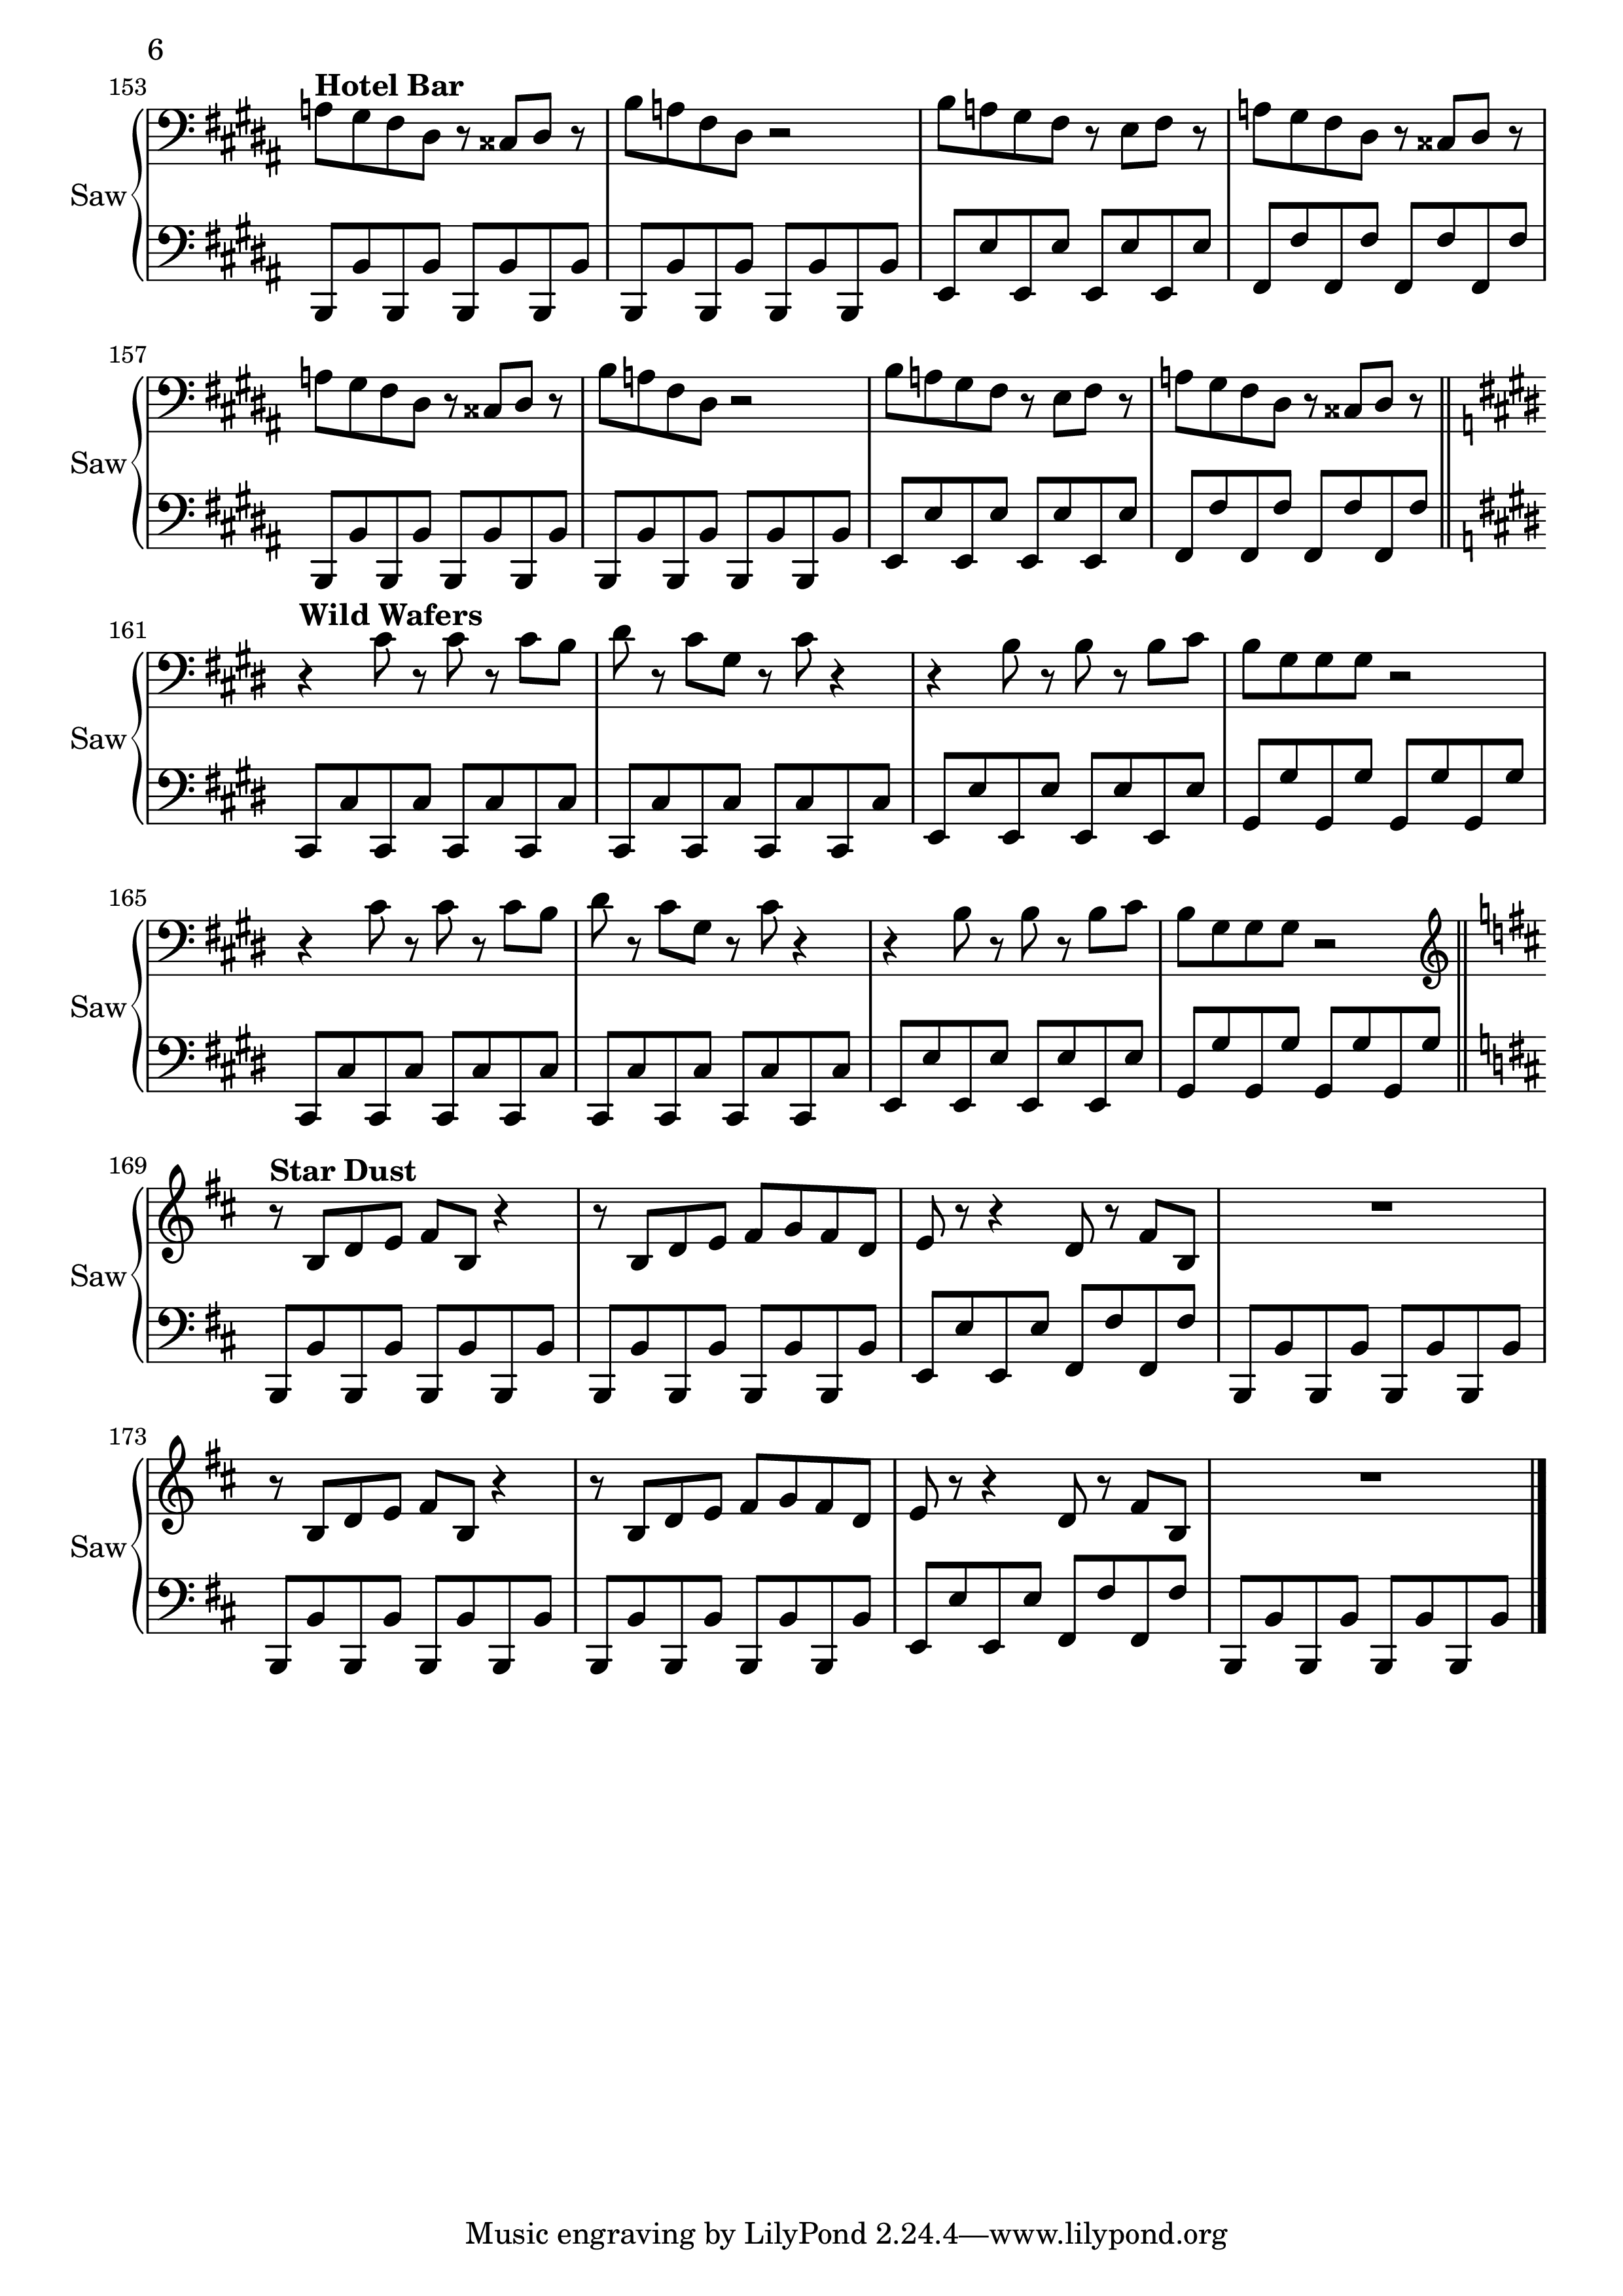 6
153
Hotel Bar
Saw
157
Saw
161
Wild Wafers
Saw
165
Saw
169
Star Dust
Saw
173
Saw
Music engraving by LilyPond 2.24.4—www.lilypond.org